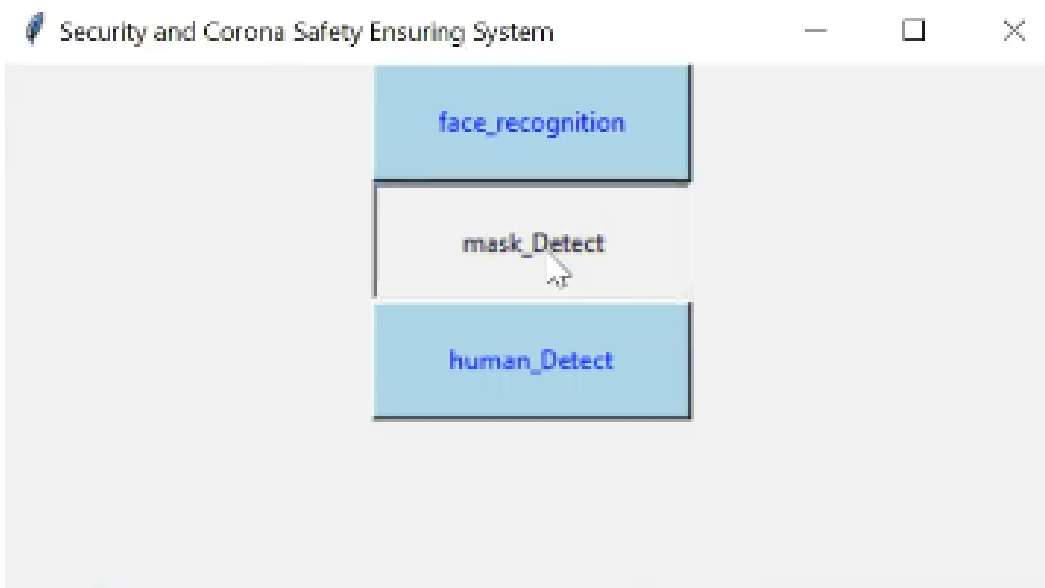 Security and Corona Safety Ensuring System
face_recognition
mask_Detect
human_Detect